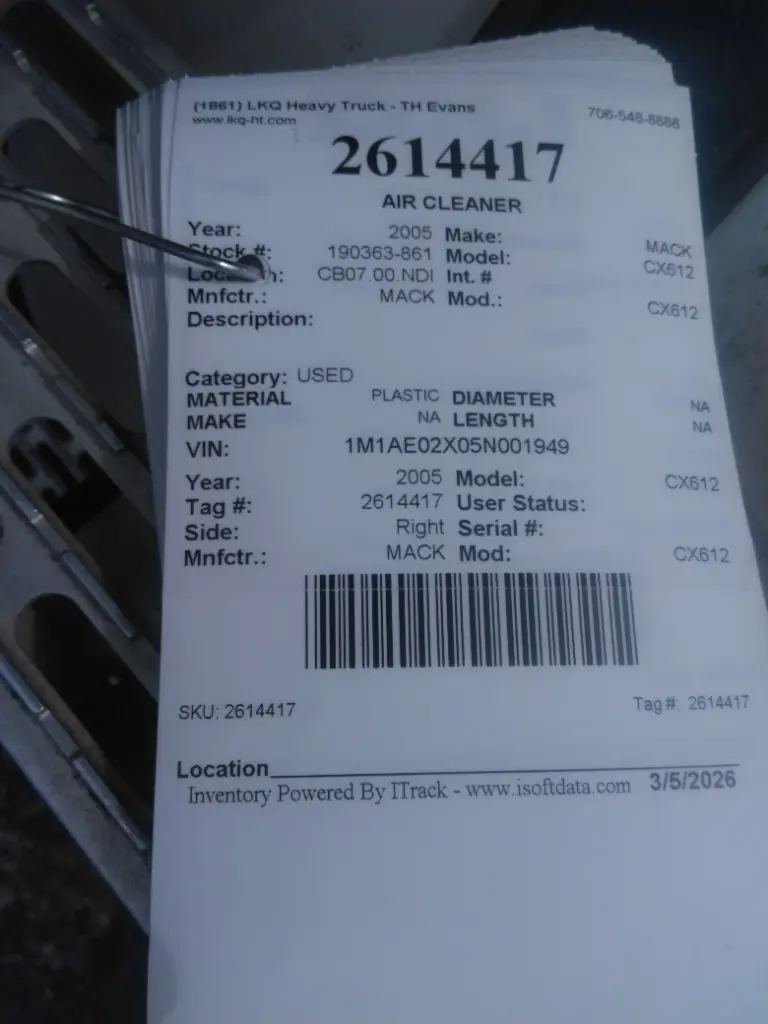 (1861) LKQ Heavy Truck - TH Evans 706-548-8888
www.lkq-ht.com
2614417
AIR CLEANER
Year: 2005 Make: MACK
Stock #: 190363-861 Model: CX612
Location: CB07.00.NDI Int. #
Mnfctr.: MACK Mod.: CX612
Description:
Category: USED
MATERIAL PLASTIC DIAMETER NA
MAKE NA LENGTH NA
VIN: 1M1AE02X05N001949
Year: 2005 Model: CX612
Tag #: 2614417 User Status:
Side: Right Serial #:
Mnfctr.: MACK Mod: CX612
SKU: 2614417 Tag #: 2614417
Location
Inventory Powered By ITrack - www.isoftdata.com 3/5/2026